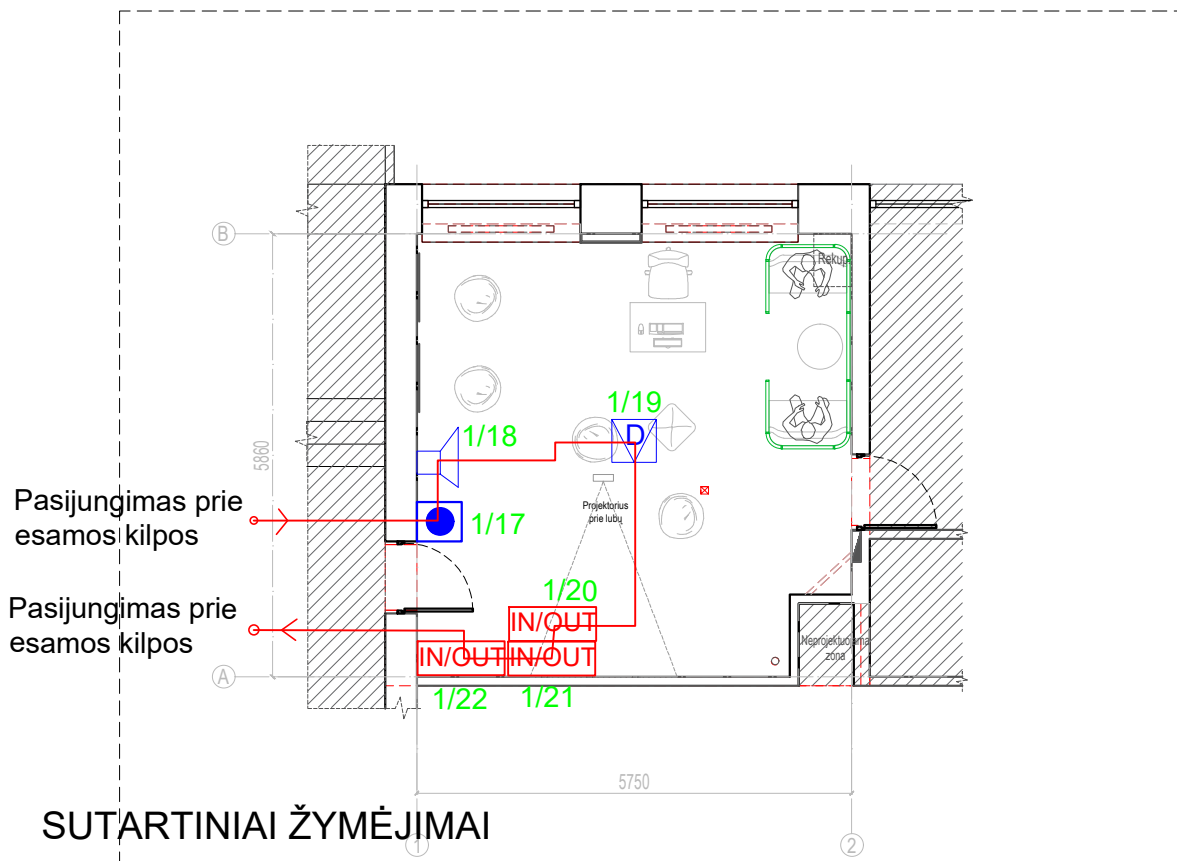 B
Rekup
1/19
D
1/18
5860
Pasijungimas prie
esamos kilpos
1/17
Projektorius
prie lubų
1/20
Pasijungimas prie
esamos kilpos
IN/OUT
IN/OUT
IN/OUT
Neprojektuojama
zona
A
1/22
1/21
5750
SUTARTINIAI ŽYMĖJIMAI
1
2